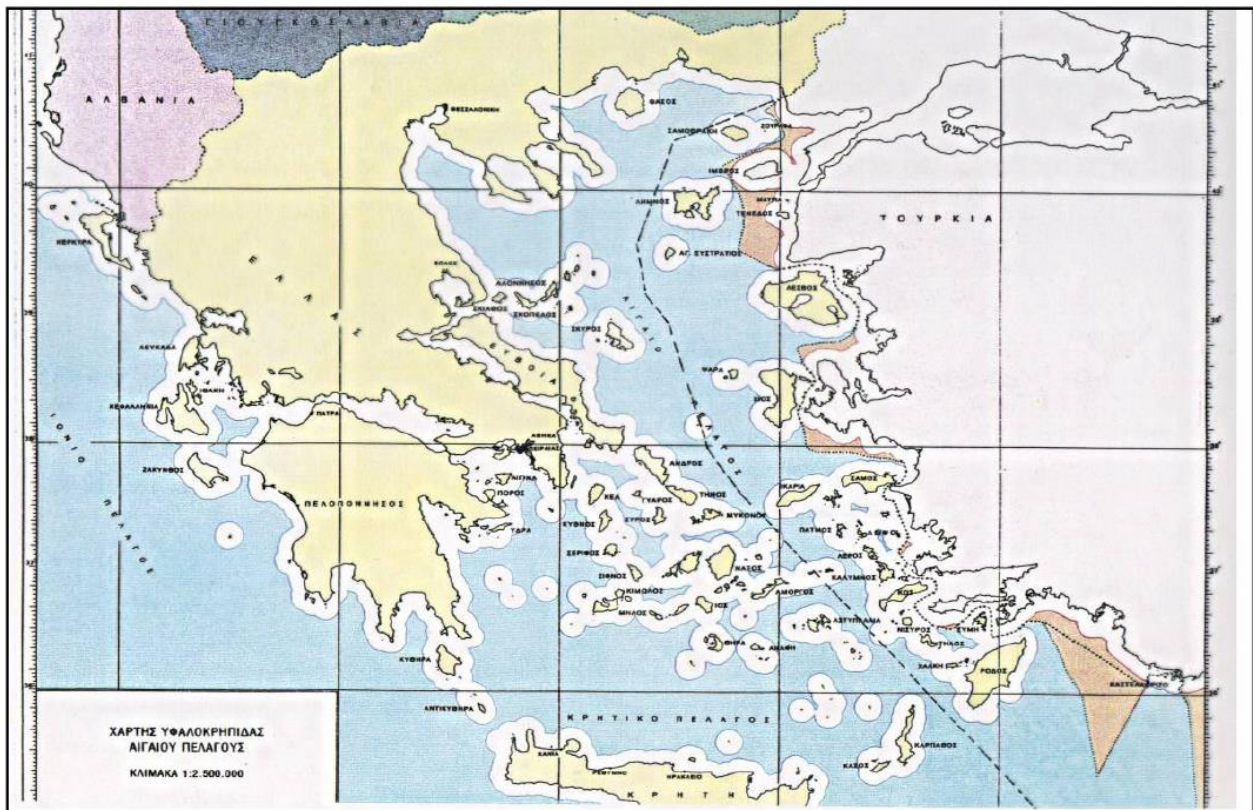 ΓΙΟΥΓΚΟΣΛΑΒΙΑ
ΑΛΒΑΝΙΑ
ΘΕΣΣΑΛΟΝΙΚΗ
ΘΑΣΟΣ
ΣΑΜΟΘΡΑΚΗ
ΖΟΥΡΑΦΑ
ΙΜΒΡΟΣ
ΛΗΜΝΟΣ
ΤΕΝΕΔΟΣ
ΤΟΥΡΚΙΑ
ΚΕΡΚΥΡΑ
ΑΓ. ΕΥΣΤΡΑΤΙΟΣ
ΕΛΛΑΣ
ΒΟΛΟΣ
ΑΛΟΝΝΗΣΟΣ
ΛΕΣΒΟΣ
ΣΚΙΑΘΟΣ
ΣΚΟΠΕΛΟΣ
ΑΙΓΑΙΟ ΠΕΛΑΓΟΣ
ΣΚΥΡΟΣ
ΛΕΥΚΑΔΑ
ΕΥΒΟΙΑ
ΨΑΡΑ
ΙΘΑΚΗ
ΧΙΟΣ
ΚΕΦΑΛΛΗΝΙΑ
ΠΑΤΡΑ
ΙΟΝΙΟ ΠΕΛΑΓΟΣ
ΑΘΗΝΑ
ΠΕΙΡΑΙΑΣ
ΖΑΚΥΝΘΟΣ
ΑΝΔΡΟΣ
ΑΙΓΙΝΑ
ΣΑΜΟΣ
ΙΚΑΡΙΑ
ΠΕΛΟΠΟΝΝΗΣΟΣ
ΠΟΡΟΣ
ΚΕΑ
ΓΥΑΡΟΣ
ΤΗΝΟΣ
ΥΔΡΑ
ΚΥΘΝΟΣ
ΣΥΡΟΣ
ΜΥΚΟΝΟΣ
ΠΑΤΜΟΣ
ΣΕΡΙΦΟΣ
ΛΕΡΟΣ
ΣΙΦΝΟΣ
ΝΑΞΟΣ
ΚΑΛΥΜΝΟΣ
ΚΙΜΩΛΟΣ
ΑΜΟΡΓΟΣ
ΚΩΣ
ΜΗΛΟΣ
ΙΟΣ
ΑΣΤΥΠΑΛΑΙΑ
ΝΙΣΥΡΟΣ
ΣΥΜΗ
ΘΗΡΑ
ΑΝΑΦΗ
ΤΗΛΟΣ
ΚΥΘΗΡΑ
ΧΑΛΚΗ
ΡΟΔΟΣ
ΚΑΣΤΕΛΛΟΡΙΖΟ
ΑΝΤΙΚΥΘΗΡΑ
ΚΡΗΤΙΚΟ ΠΕΛΑΓΟΣ
ΧΑΡΤΗΣ ΥΦΑΛΟΚΡΗΠΙΔΑΣ
ΑΙΓΑΙΟΥ ΠΕΛΑΓΟΥΣ
ΚΛΙΜΑΚΑ 1:2.500.000
ΚΑΡΠΑΘΟΣ
ΧΑΝΙΑ
ΚΑΣΟΣ
ΡΕΘΥΜΝΟ
ΗΡΑΚΛΕΙΟ
ΚΡΗΤΗ